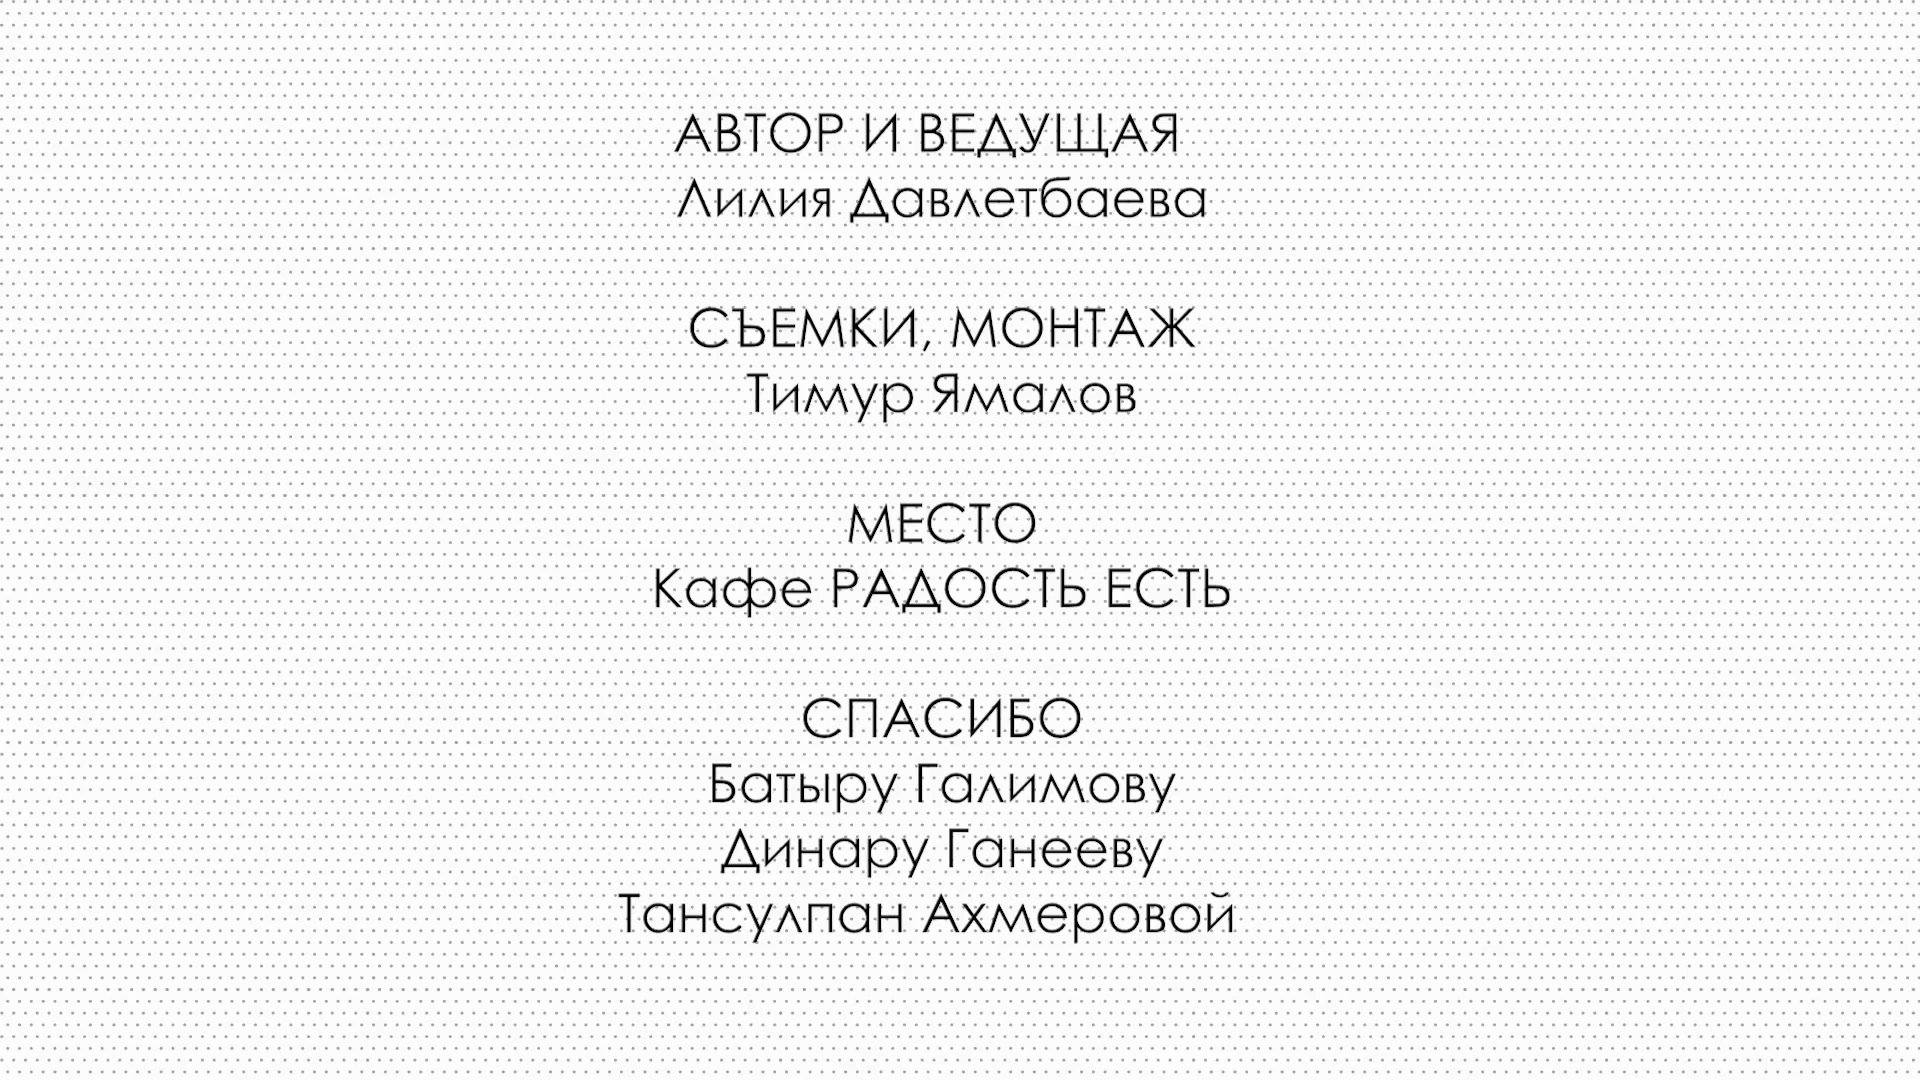 АВТОР И ВЕДУЩАЯ
Лилия Давлетбаева
СЪЕМКИ, МОНТАЖ
Тимур Ямалов
МЕСТО
Кафе РАДОСТЬ ЕСТЬ
СПАСИБО
Батыру Галимову
Динару Ганееву
Тансулпан Ахмеровой